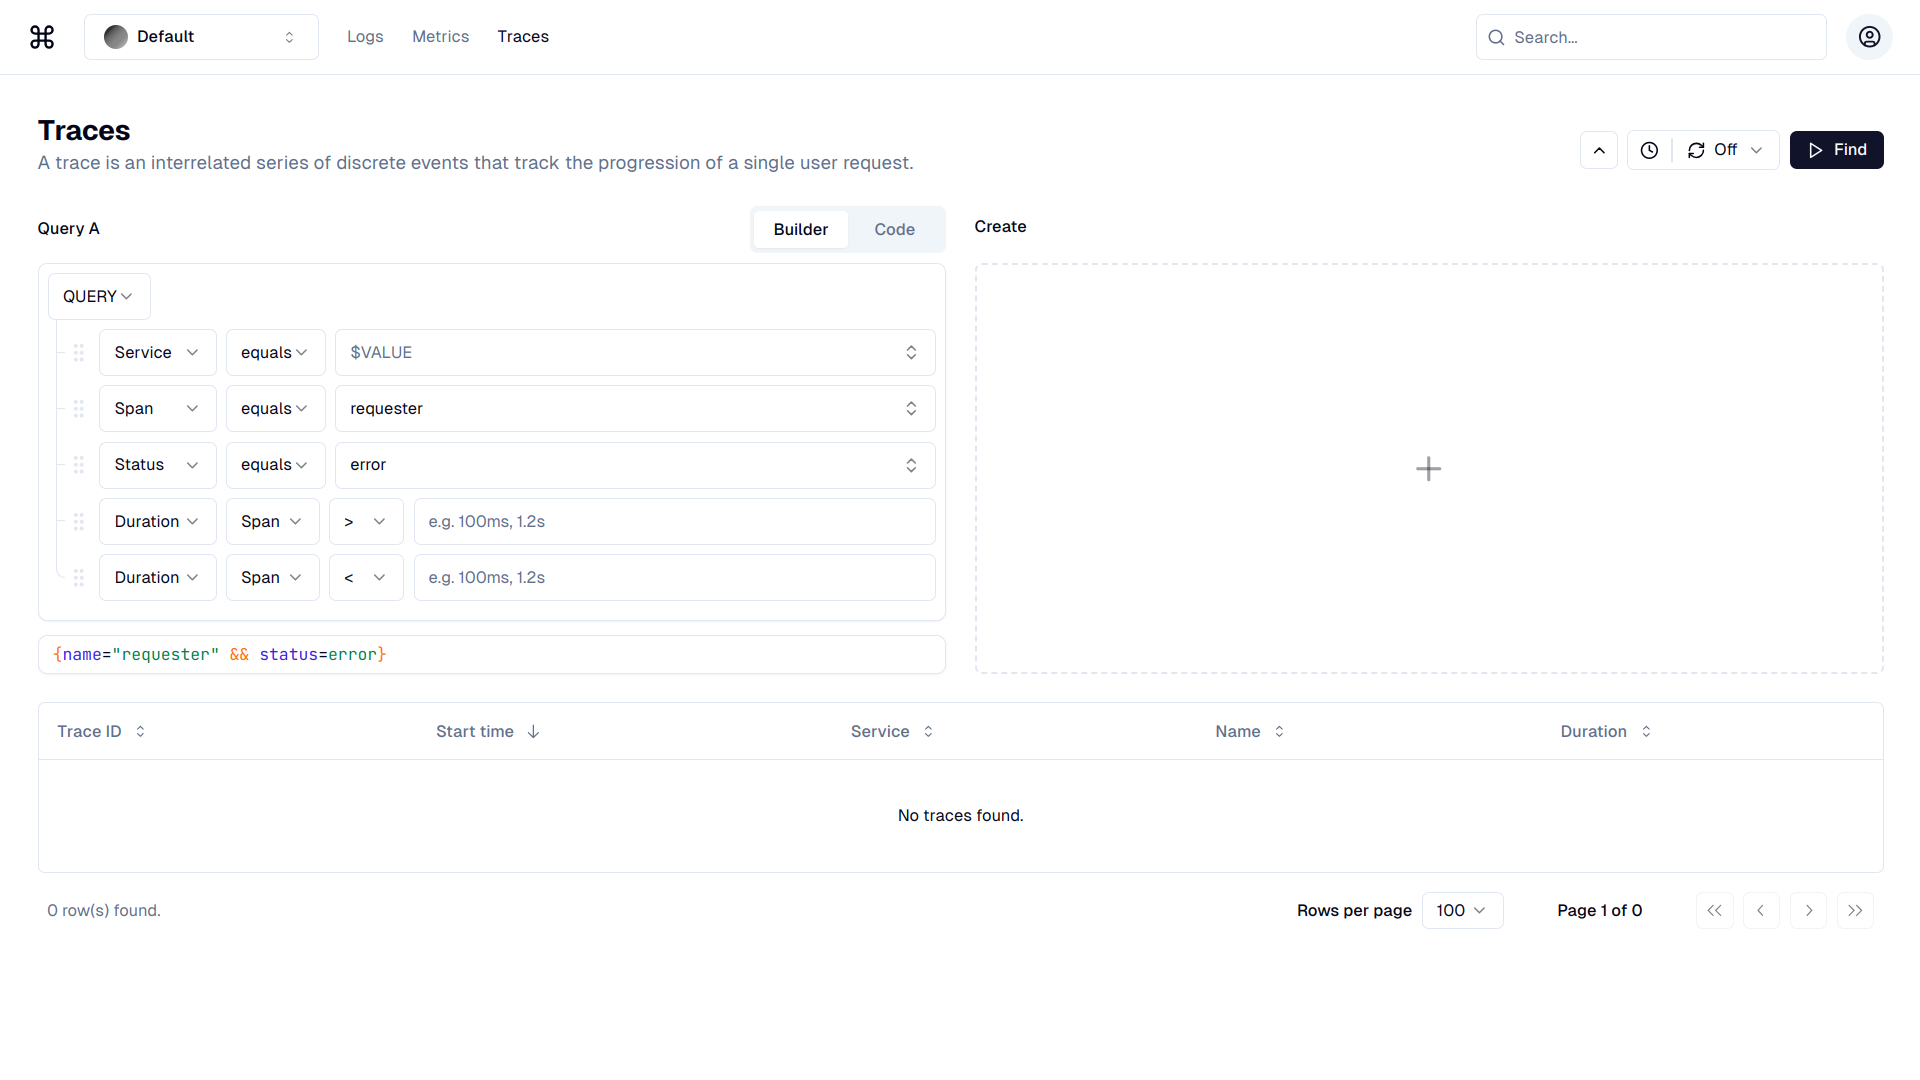 Default
Logs
Metrics
Traces
Search...
Traces
A trace is an interrelated series of discrete events that track the progression of a single user request.
Off
Find
Query A
Builder
Code
Create
QUERY
Service equals $VALUE
Span equals requester
Status equals error
Duration Span > e.g. 100ms, 1.2s
Duration Span < e.g. 100ms, 1.2s
{name="requester" && status=error}
Trace ID Start time Service Name Duration
No traces found.
0 row(s) found.
Rows per page 100
Page 1 of 0